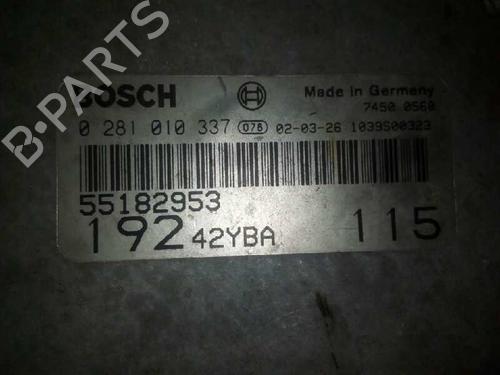 B-PARTS
BOSCH
Made in Germany
7450 0560
0 281 010 337 078 02-03-26 1039S00323
55182953
192 42YBA 115